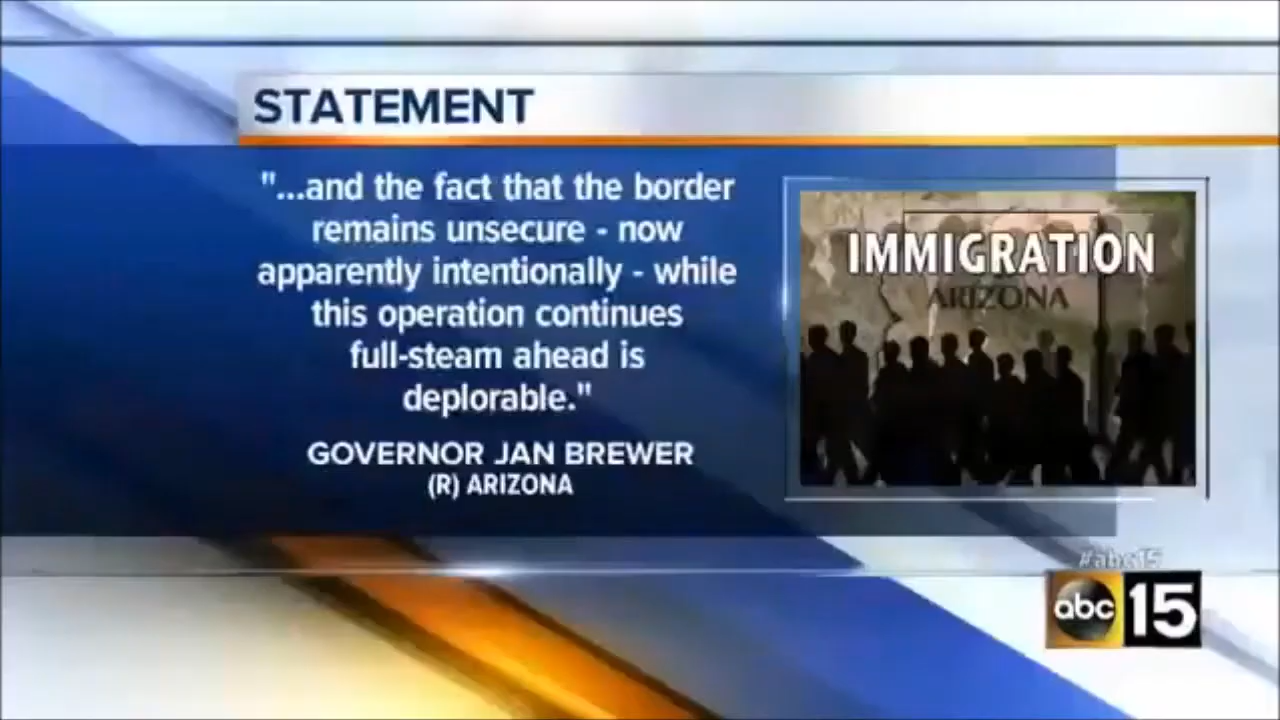 STATEMENT
"...and the fact that the border
remains unsecure - now
apparently intentionally - while
this operation continues
full-steam ahead is
deplorable."
GOVERNOR JAN BREWER
(R) ARIZONA
IMMIGRATION
ARIZONA
#abc15
abc 15